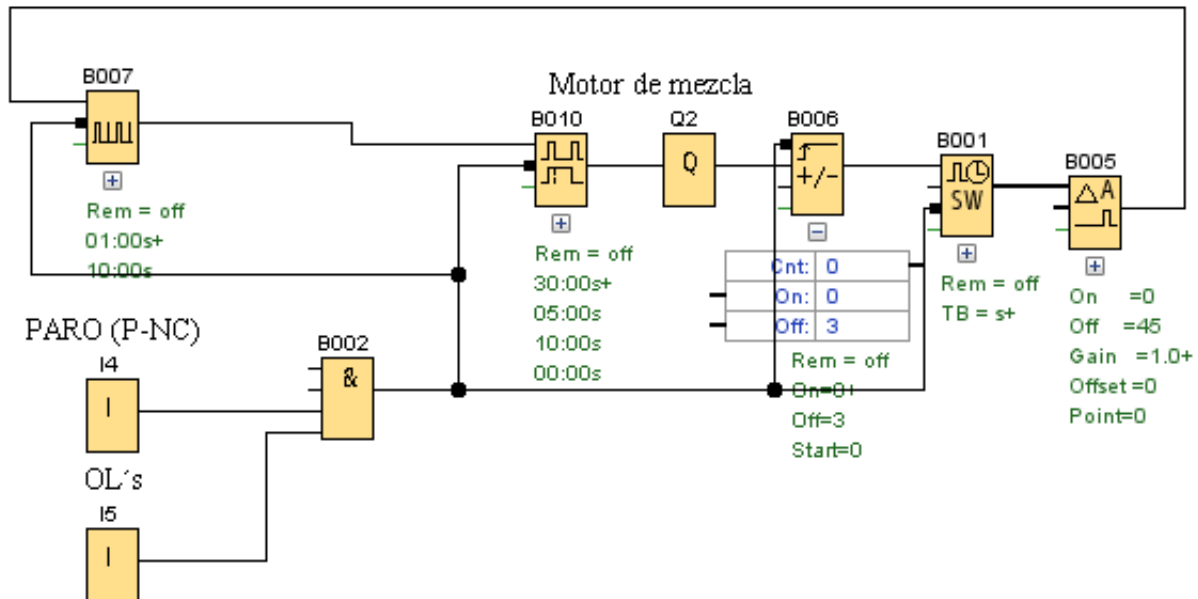 B007
Rem = off
01:00s+
10:00s
Motor de mezcla
B010
Rem = off
30:00s+
05:00s
10:00s
00:00s
Q2
Q
B006
+/-
Cnt: 0
On: 0
Off: 3
Rem = off
On=0+
Off=3
Start=0
B001
SW
Rem = off
TB = s+
B005
A
On =0
Off =45
Gain =1.0+
Offset =0
Point=0
PARO (P-NC)
I4
I
B002
&
OL´s
I5
I